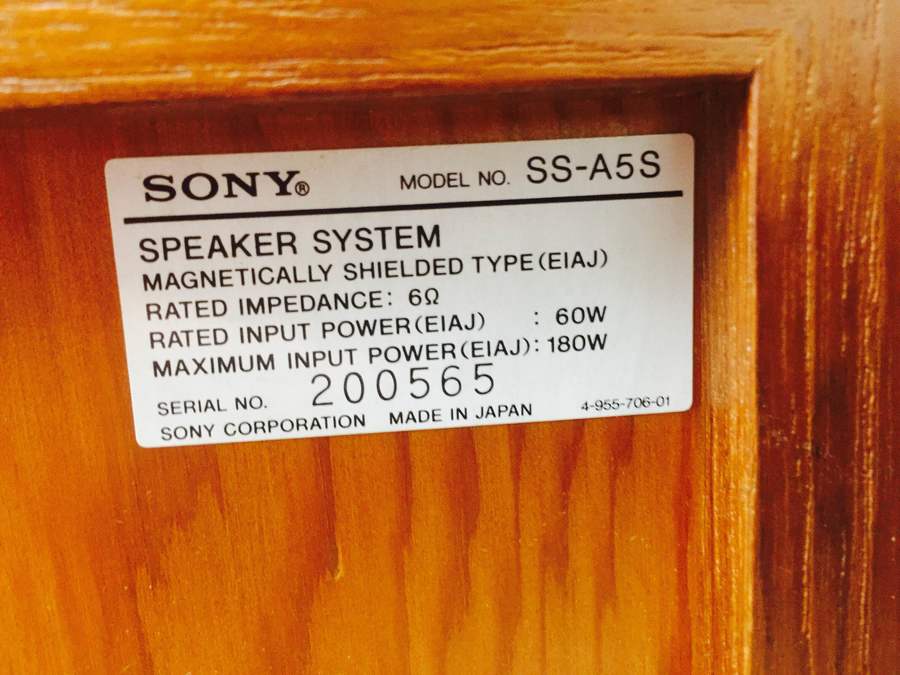 SONY® MODEL NO. SS-A5S
SPEAKER SYSTEM
MAGNETICALLY SHIELDED TYPE(EIAJ)
RATED IMPEDANCE: 6Ω
RATED INPUT POWER(EIAJ) : 60W
MAXIMUM INPUT POWER(EIAJ): 180W
SERIAL NO. 200565
SONY CORPORATION MADE IN JAPAN 4-955-706-01